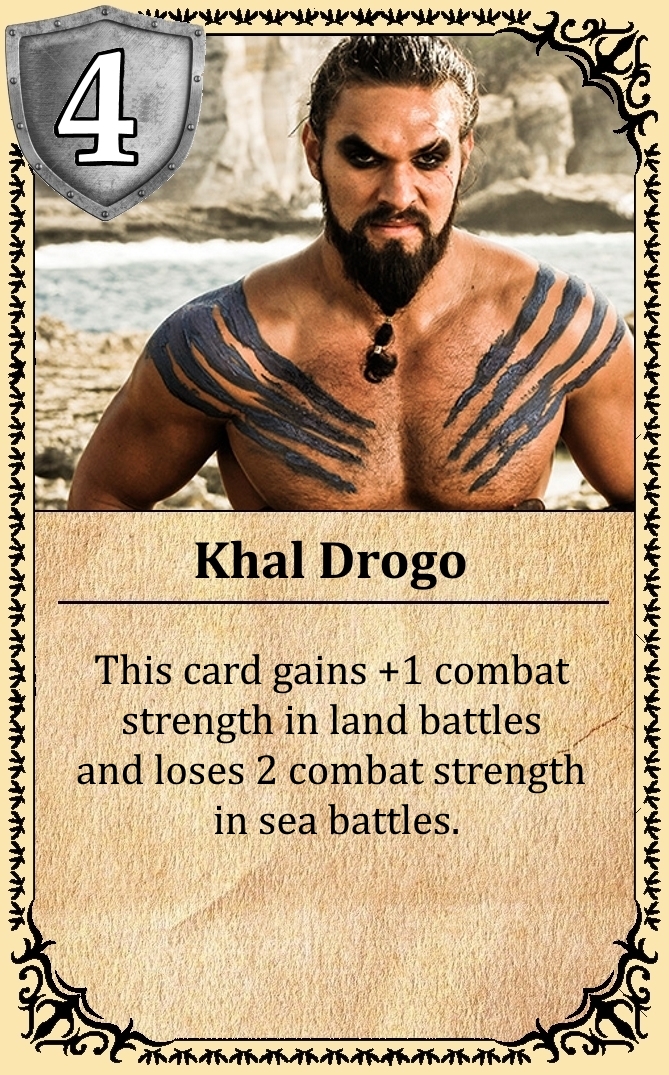 4
Khal Drogo
This card gains +1 combat
strength in land battles
and loses 2 combat strength
in sea battles.